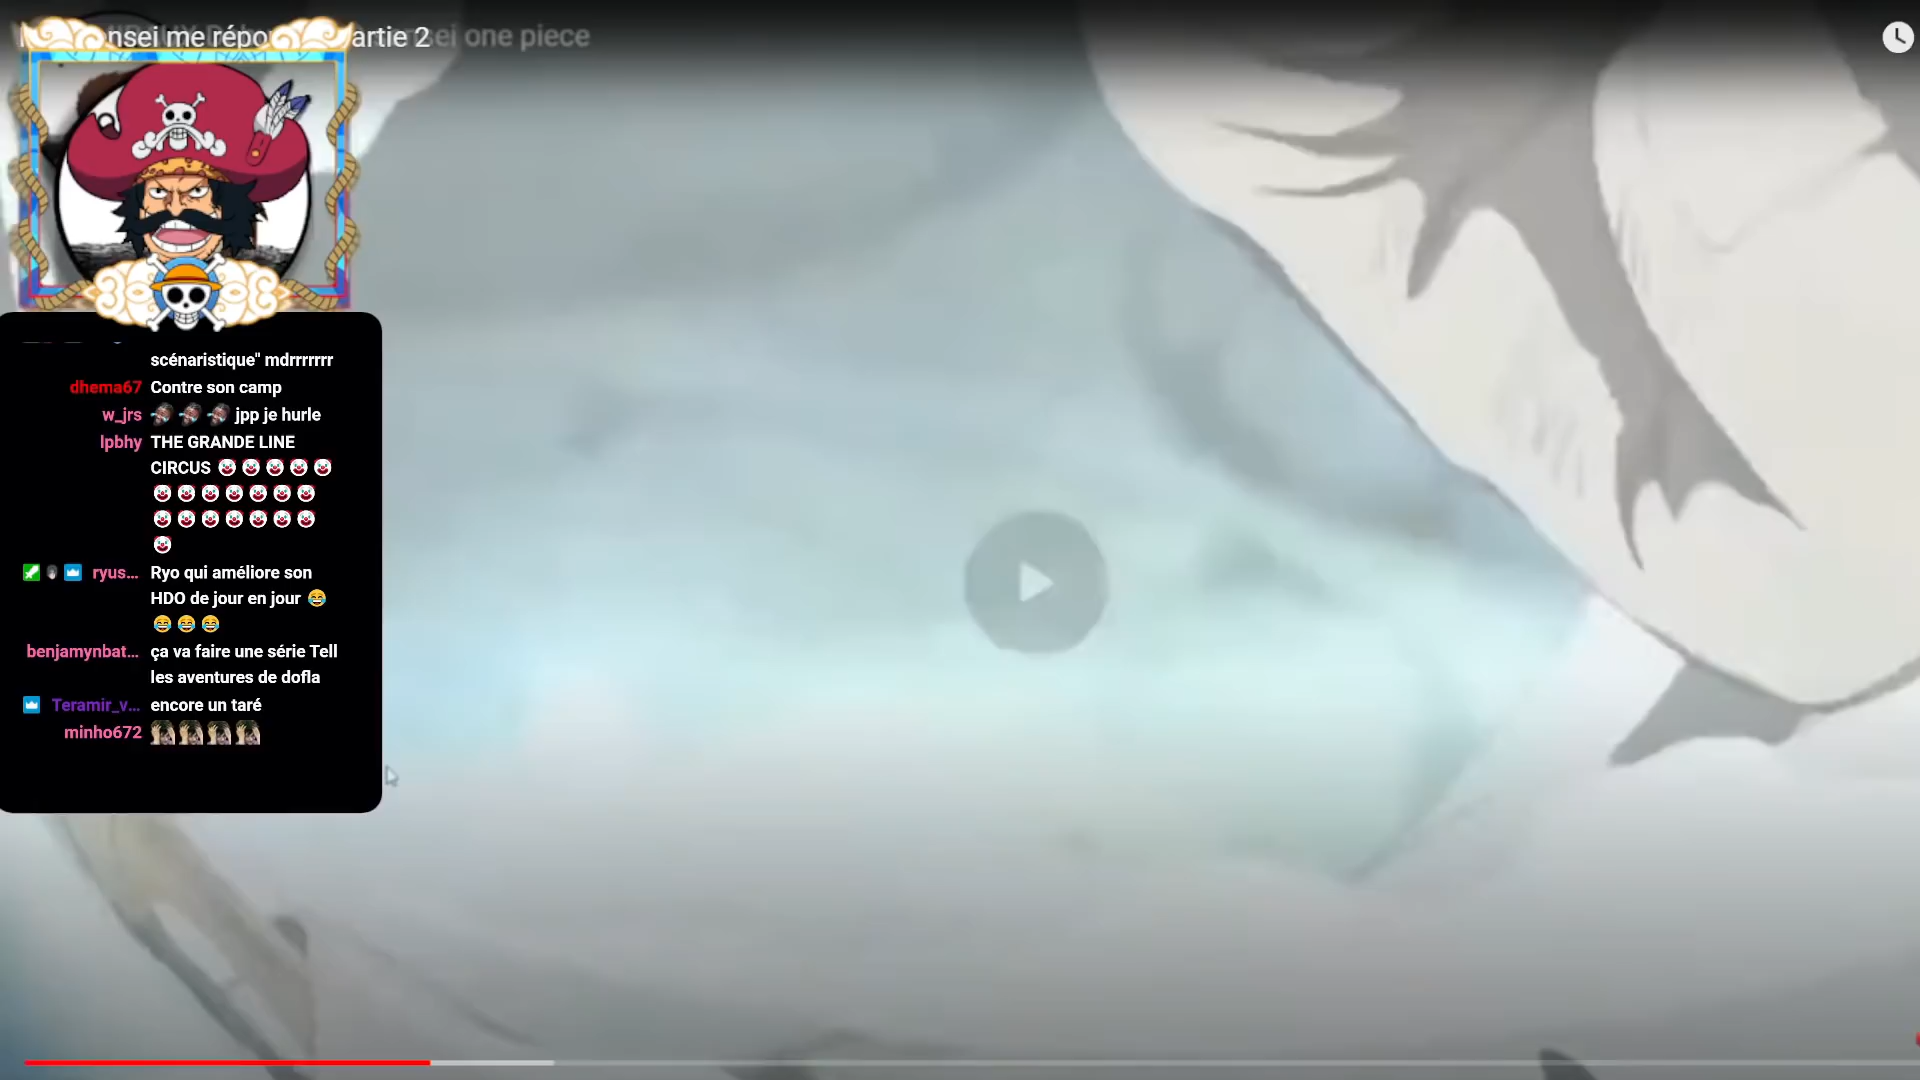 nsei me répo artie 2 sei one piece
scénaristique" mdrrrrrrr
dhema67 Contre son camp
w_jrs jpp je hurle
lpbhy THE GRANDE LINE
CIRCUS 🤡 🤡 🤡 🤡 🤡
🤡 🤡 🤡 🤡 🤡 🤡 🤡
🤡 🤡 🤡 🤡 🤡 🤡 🤡
🤡
ryus... Ryo qui améliore son
HDO de jour en jour 😂
😂 😂 😂
benjamynbat... ça va faire une série Tell
les aventures de dofla
Teramir_v... encore un taré
minho672